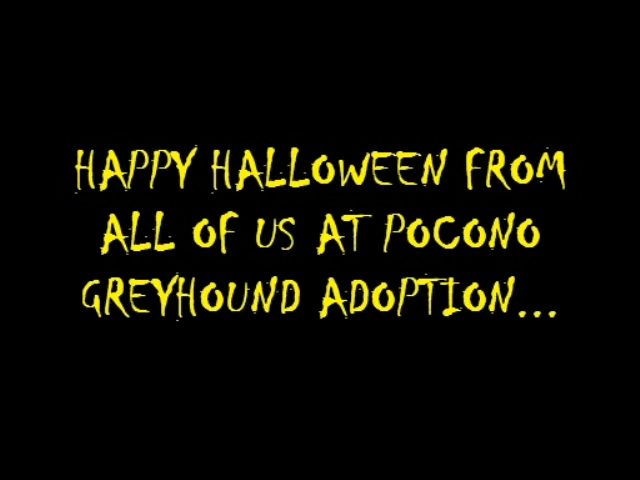 HAPPY HALLOWEEN FROM
ALL OF US AT POCONO
GREYHOUND ADOPTION...